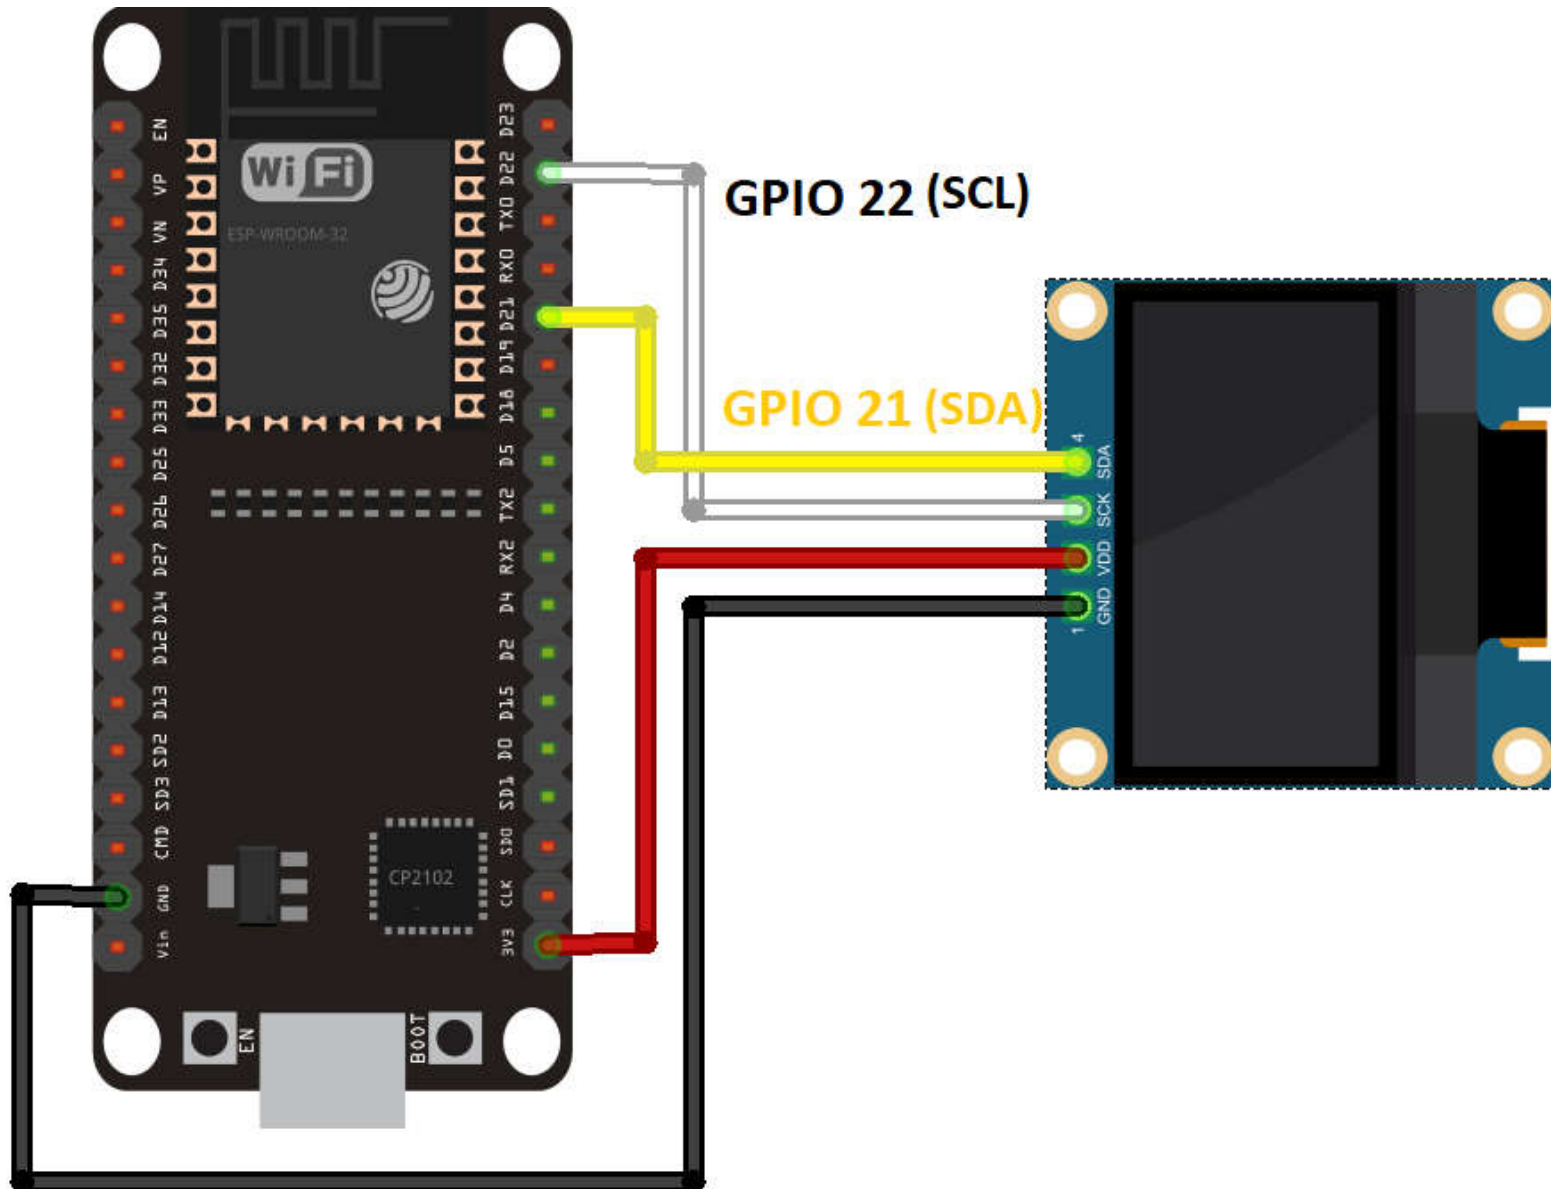 WiFi
ESP-WROOM-32
EN
VP
VN
D34
D35
D32
D33
D25
D26
D27
D14
D12
D13
SD2
SD3
CMD
GND
Vin
D23
D22
TX0
RX0
D21
D19
D18
D5
TX2
RX2
D4
D2
D15
D0
SD1
SD0
CLK
3V3
CP2102
EN
BOOT
GPIO 22 (SCL)
GPIO 21 (SDA)
4
SDA
SCK
VDD
GND
1